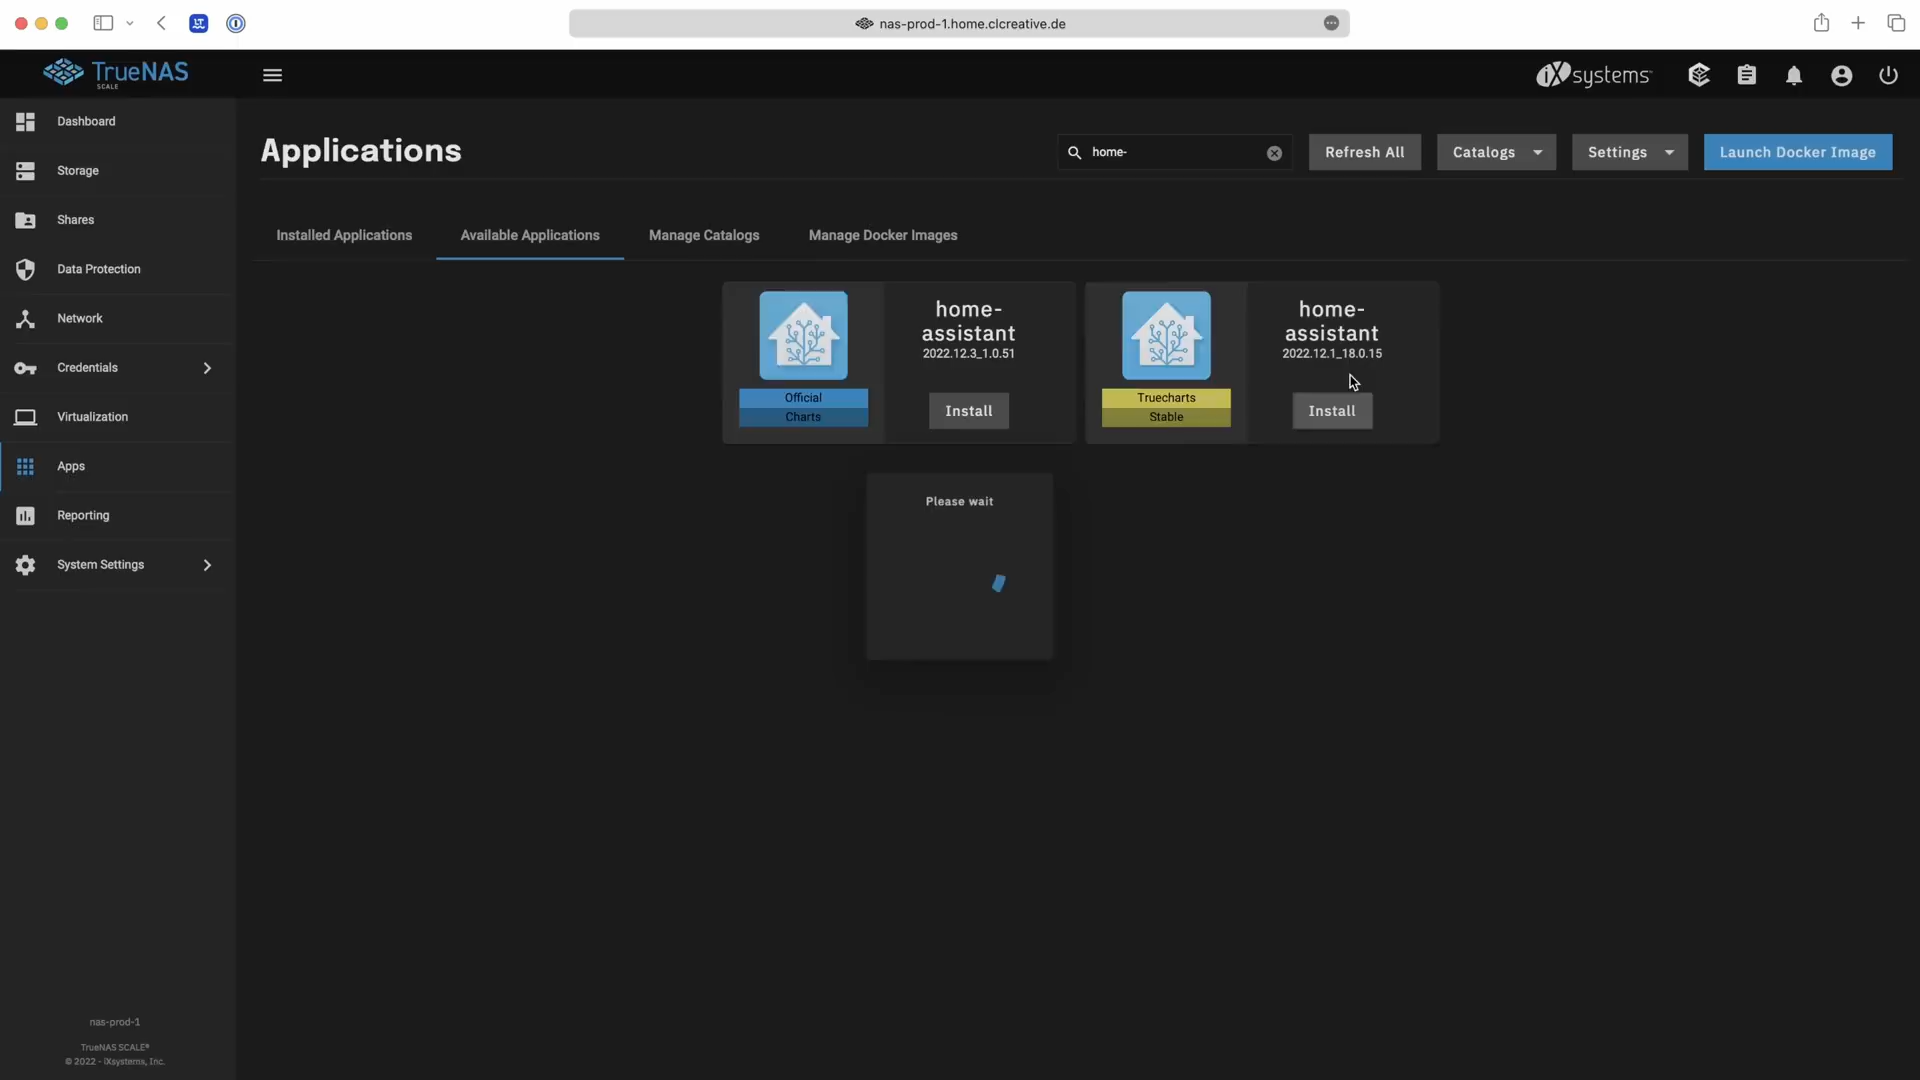 nas-prod-1.home.clcreative.de
TrueNAS
SCALE
iXsystems
Dashboard
Storage
Shares
Data Protection
Network
Credentials
Virtualization
Apps
Reporting
System Settings
nas-prod-1
TrueNAS SCALE®
© 2022 - iXsystems, Inc.
Applications
home-
Refresh All
Catalogs
Settings
Launch Docker Image
Installed Applications
Available Applications
Manage Catalogs
Manage Docker Images
home-
assistant
2022.12.3_1.0.51
Official
Charts
Install
home-
assistant
2022.12.1_18.0.15
Truecharts
Stable
Install
Please wait